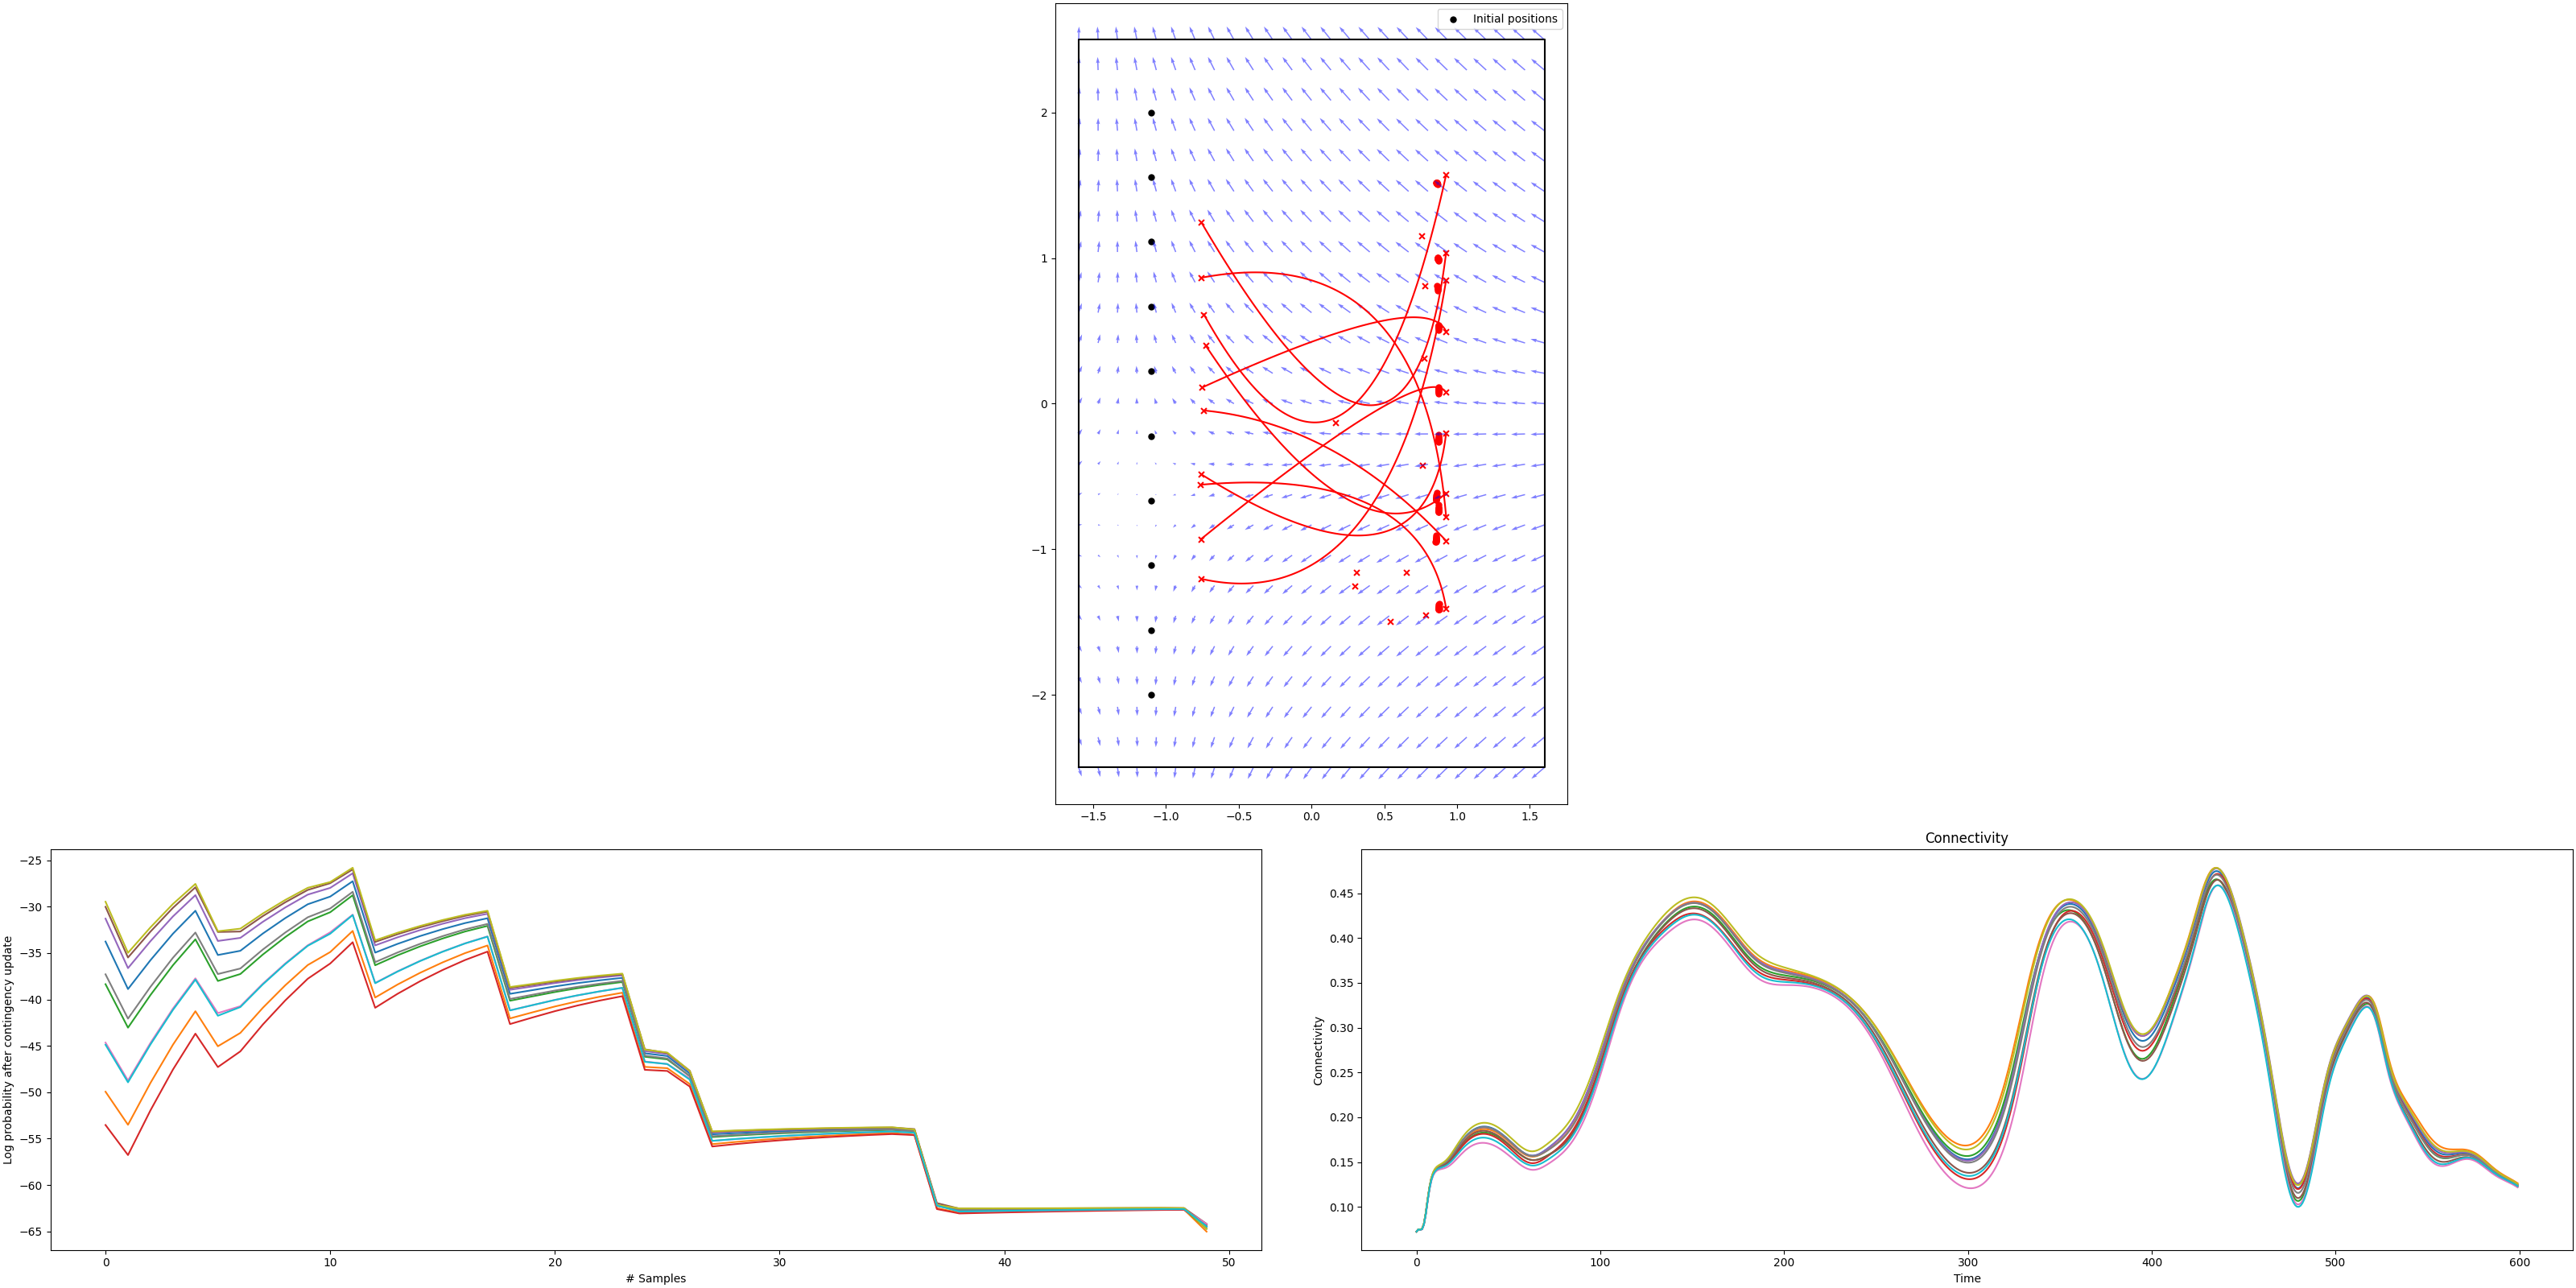 Initial positions
2
1
0
−1
−2
−1.5 −1.0 −0.5 0.0 0.5 1.0 1.5
Log probability after contingency update
−25
−30
−35
−40
−45
−50
−55
−60
−65
0 10 20 30 40 50
# Samples
Connectivity
Connectivity
0.45
0.40
0.35
0.30
0.25
0.20
0.15
0.10
0 100 200 300 400 500 600
Time